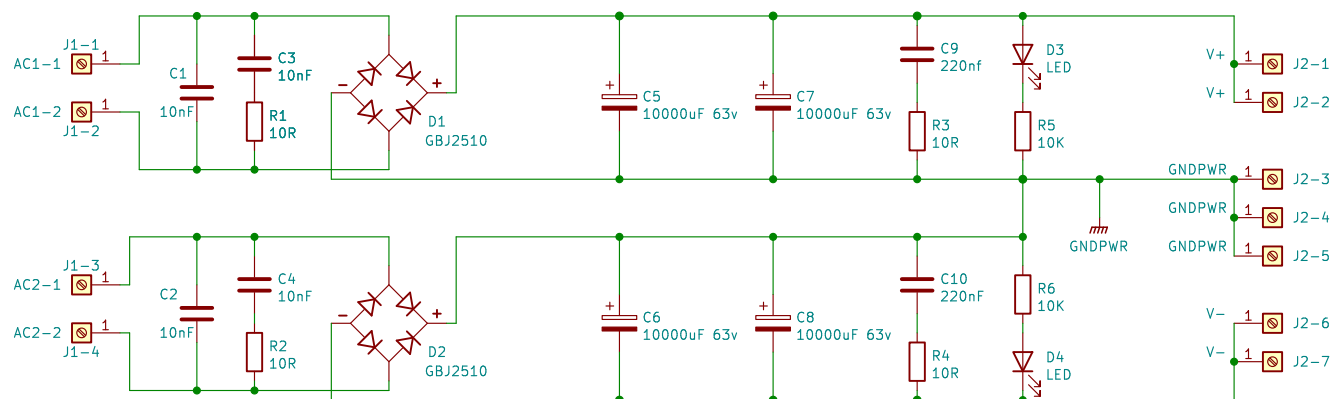 J1-1
AC1-1
1
AC1-2
1
J1-2
C1
10nF
C3
10nF
R1
10R
-
+
D1
GBJ2510
+
C5
10000uF 63v
+
C7
10000uF 63v
C9
220nf
R3
10R
D3
LED
R5
10K
V+
1
J2-1
V+
1
J2-2
GNDPWR
1
J2-3
GNDPWR
1
J2-4
GNDPWR
1
J2-5
GNDPWR
J1-3
AC2-1
1
AC2-2
1
J1-4
C2
10nF
C4
10nF
R2
10R
-
+
D2
GBJ2510
+
C6
10000uF 63v
+
C8
10000uF 63v
C10
220nF
R4
10R
R6
10K
D4
LED
V-
1
J2-6
V-
1
J2-7